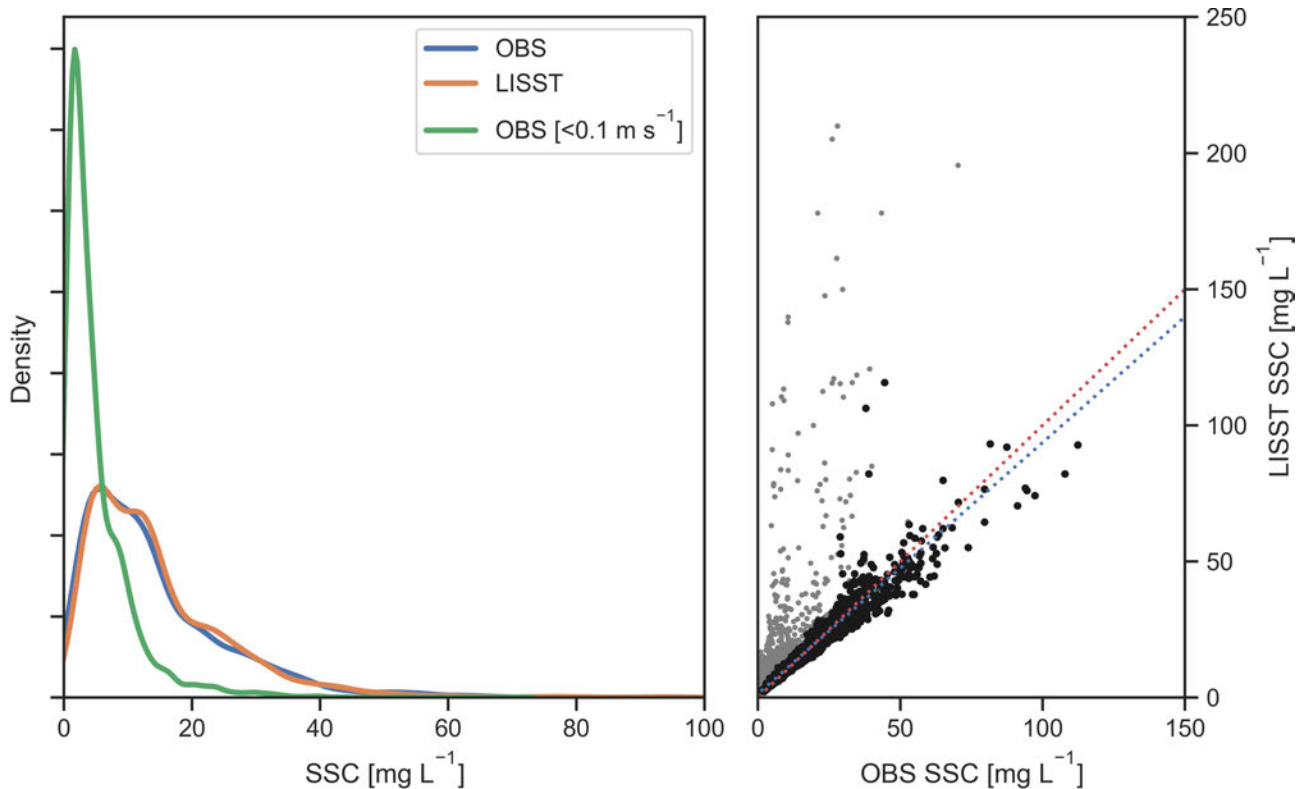 OBS
LISST
OBS [<0.1 m s⁻¹]
Density
0
20
40
60
80
100
SSC [mg L⁻¹]
250
200
150
100
50
0
LISST SSC [mg L⁻¹]
0
50
100
150
OBS SSC [mg L⁻¹]